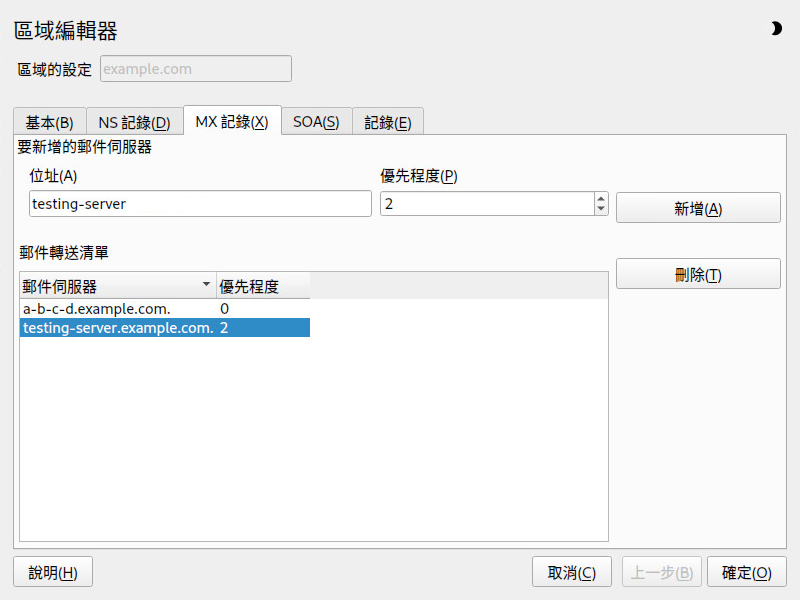 區域編輯器
區域的設定 example.com
基本(B) NS 記錄(D) MX 記錄(X) SOA(S) 記錄(E)
要新增的郵件伺服器
位址(A) 優先程度(P)
testing-server 2 新增(A)
郵件轉送清單
刪除(T)
郵件伺服器 優先程度
a-b-c-d.example.com. 0
testing-server.example.com. 2
說明(H) 取消(C) 上一步(B) 確定(O)